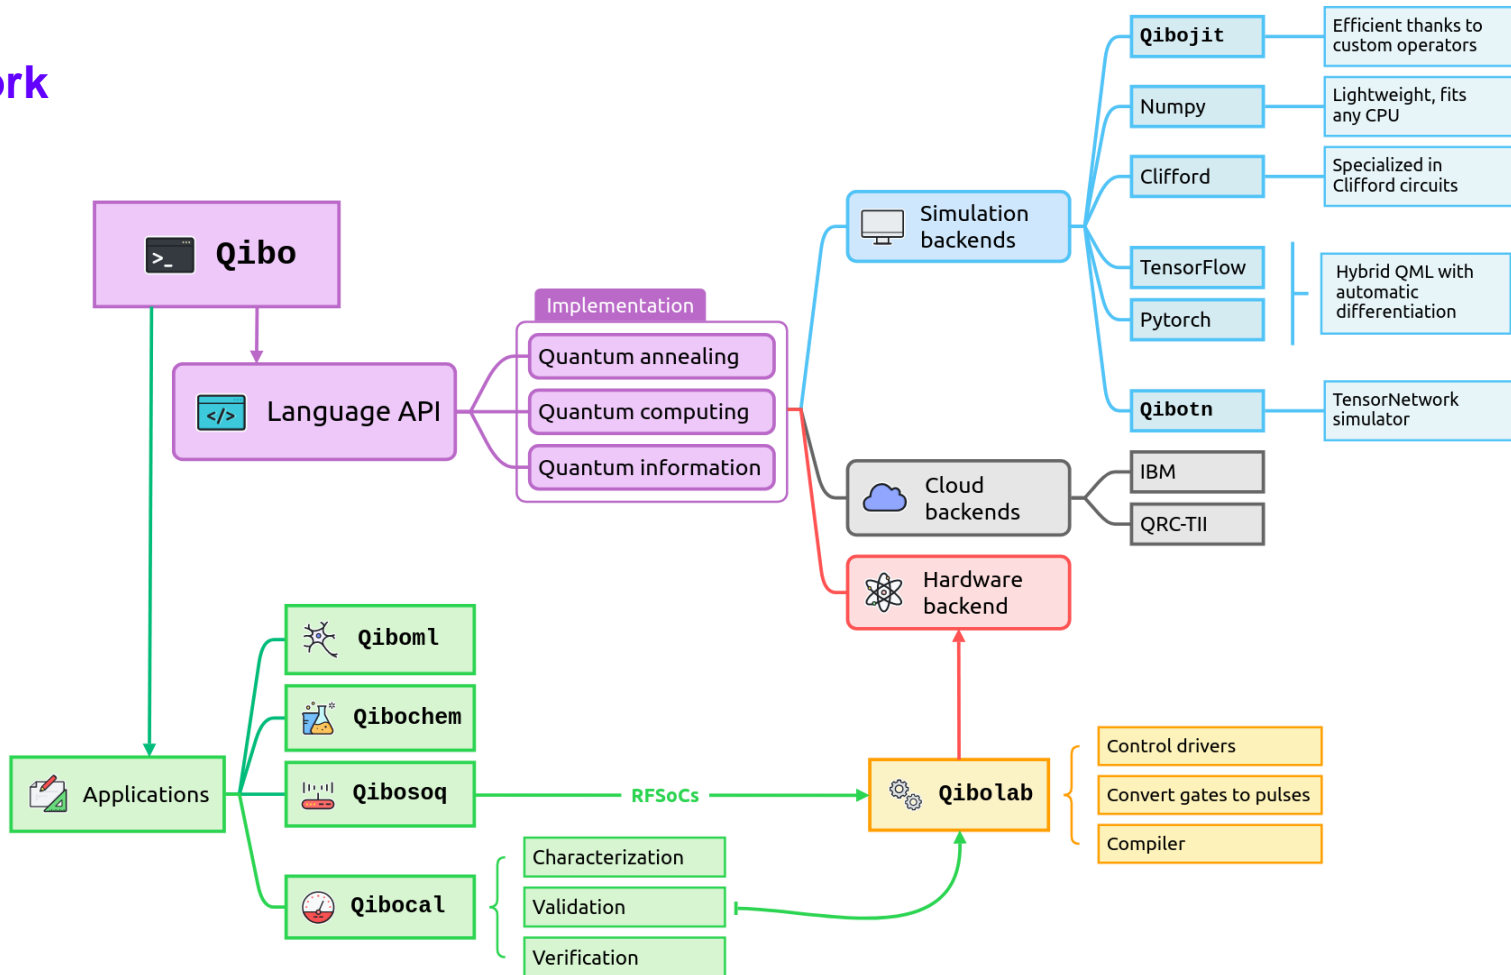 ork
Qibo
Language API
Implementation
Quantum annealing
Quantum computing
Quantum information
Simulation
backends
Qibojit
Efficient thanks to
custom operators
Numpy
Lightweight, fits
any CPU
Clifford
Specialized in
Clifford circuits
TensorFlow
Pytorch
Hybrid QML with
automatic
differentiation
Qibotn
TensorNetwork
simulator
Cloud
backends
IBM
QRC-TII
Hardware
backend
Applications
Qiboml
Qibochem
Qibosoq
RFSoCs
Qibolab
Control drivers
Convert gates to pulses
Compiler
Qibocal
Characterization
Validation
Verification